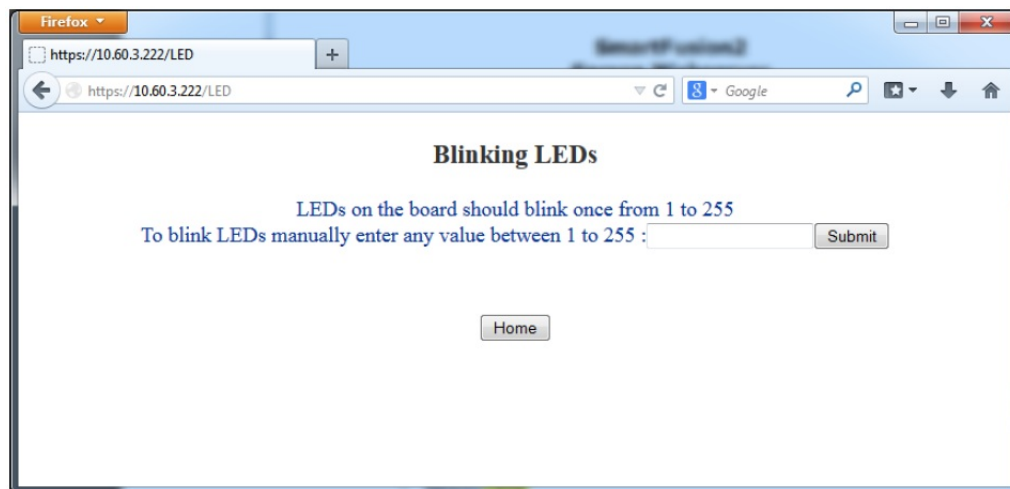 Firefox
https://10.60.3.222/LED
https://10.60.3.222/LED
Google
Blinking LEDs
LEDs on the board should blink once from 1 to 255
To blink LEDs manually enter any value between 1 to 255 : Submit
Home